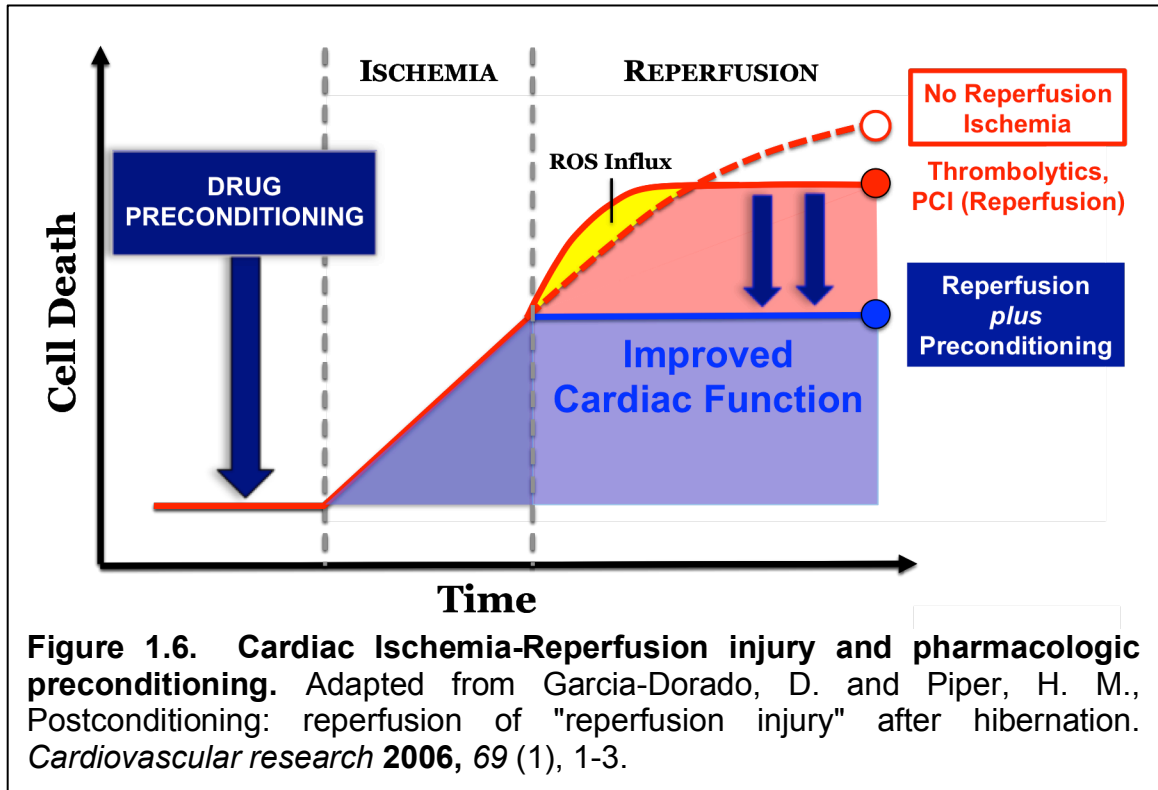 ISCHEMIA
REPERFUSION
No Reperfusion
Ischemia
ROS Influx
DRUG
PRECONDITIONING
Thrombolytics,
PCI (Reperfusion)
Cell Death
Reperfusion
plus
Preconditioning
Improved
Cardiac Function
Time
Figure 1.6. Cardiac Ischemia-Reperfusion injury and pharmacologic
preconditioning. Adapted from Garcia-Dorado, D. and Piper, H. M.,
Postconditioning: reperfusion of "reperfusion injury" after hibernation.
Cardiovascular research 2006, 69 (1), 1-3.